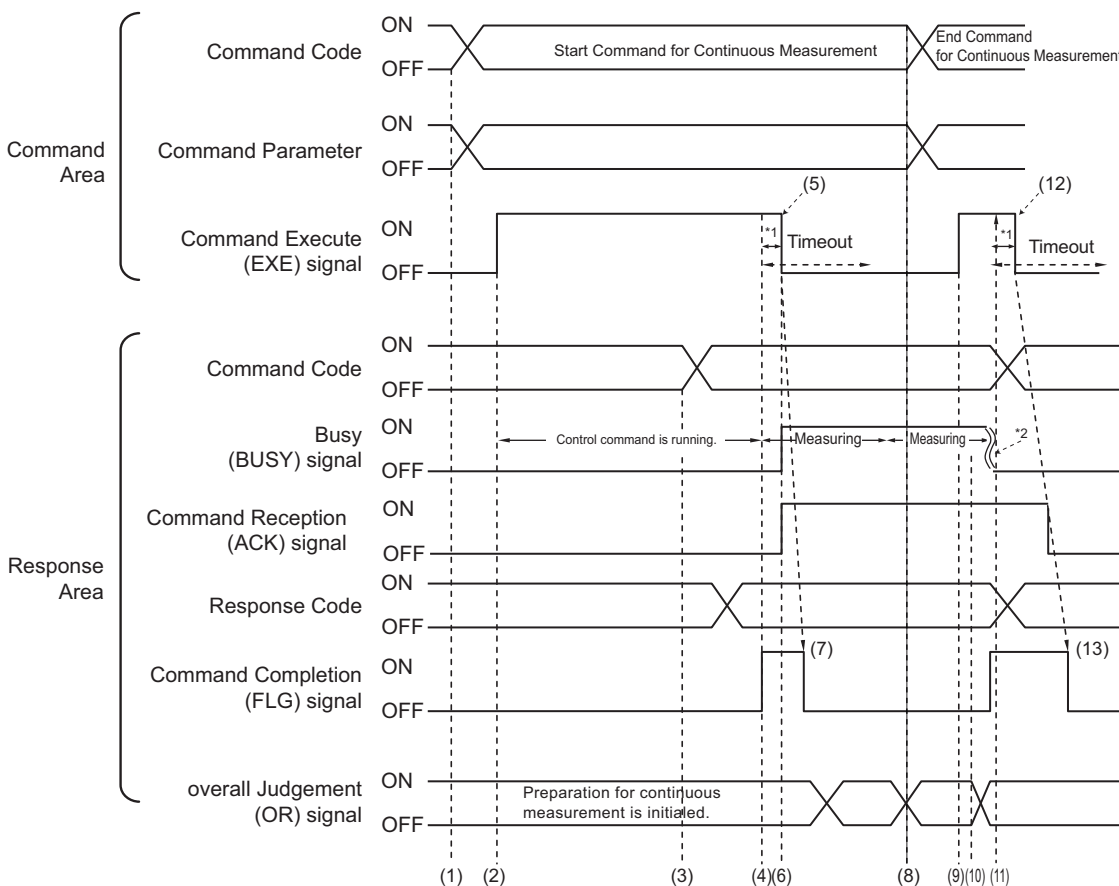 Command
Area
Command Code
ON
OFF
Start Command for Continuous Measurement
End Command
for Continuous Measurement
Command Parameter
ON
OFF
(5)
(12)
Command Execute
(EXE) signal
ON
OFF
*1
Timeout
*1
Timeout
Response
Area
Command Code
ON
OFF
Busy
(BUSY) signal
ON
OFF
Control command is running.
Measuring
Measuring
*2
Command Reception
(ACK) signal
ON
OFF
Response Code
ON
OFF
Command Completion
(FLG) signal
ON
OFF
(7)
(13)
overall Judgement
(OR) signal
ON
OFF
Preparation for continuous
measurement is initialed.
(1) (2) (3) (4) (6) (8) (9) (10) (11)